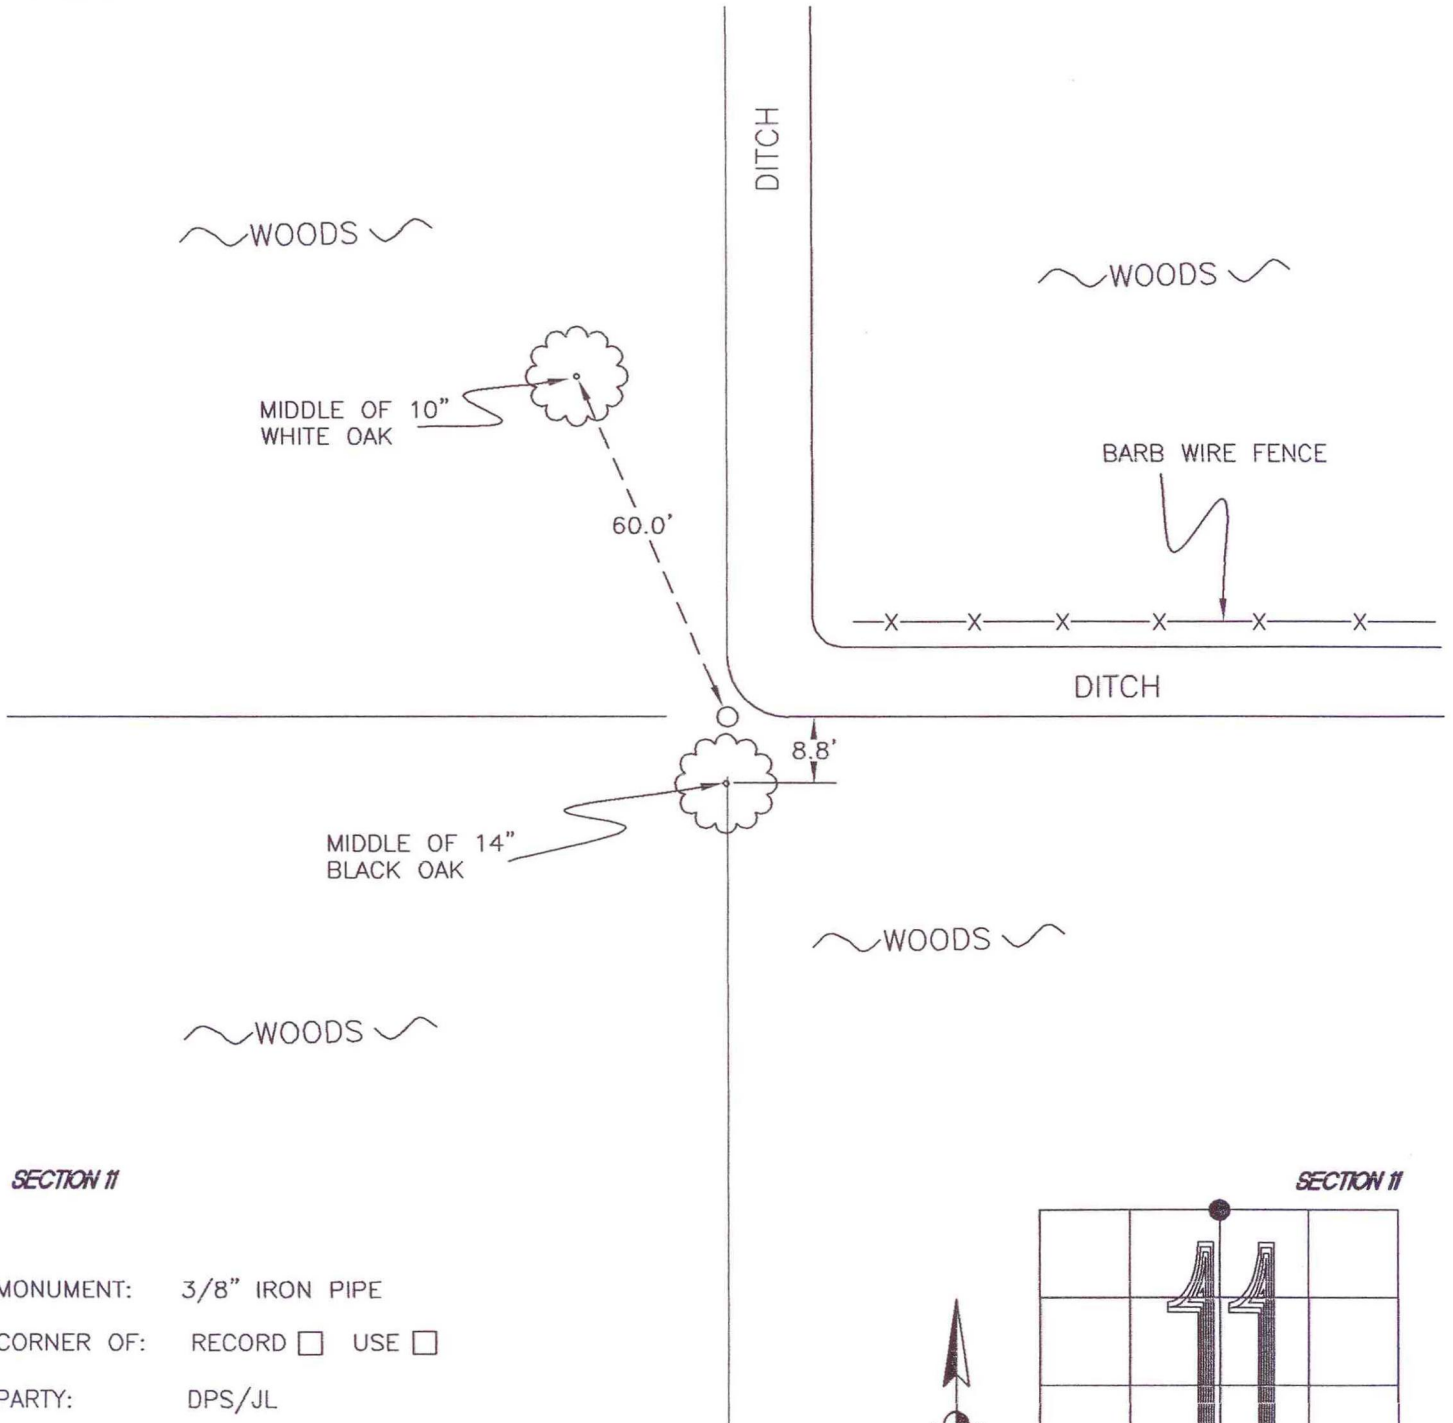 DITCH
WOODS
WOODS
MIDDLE OF 10"
WHITE OAK
BARB WIRE FENCE
60.0'
X X X X X X
DITCH
8.8'
MIDDLE OF 14"
BLACK OAK
WOODS
WOODS
SECTION 11
SECTION 11
11
MONUMENT: 3/8" IRON PIPE
CORNER OF: RECORD USE
PARTY: DPS/JL